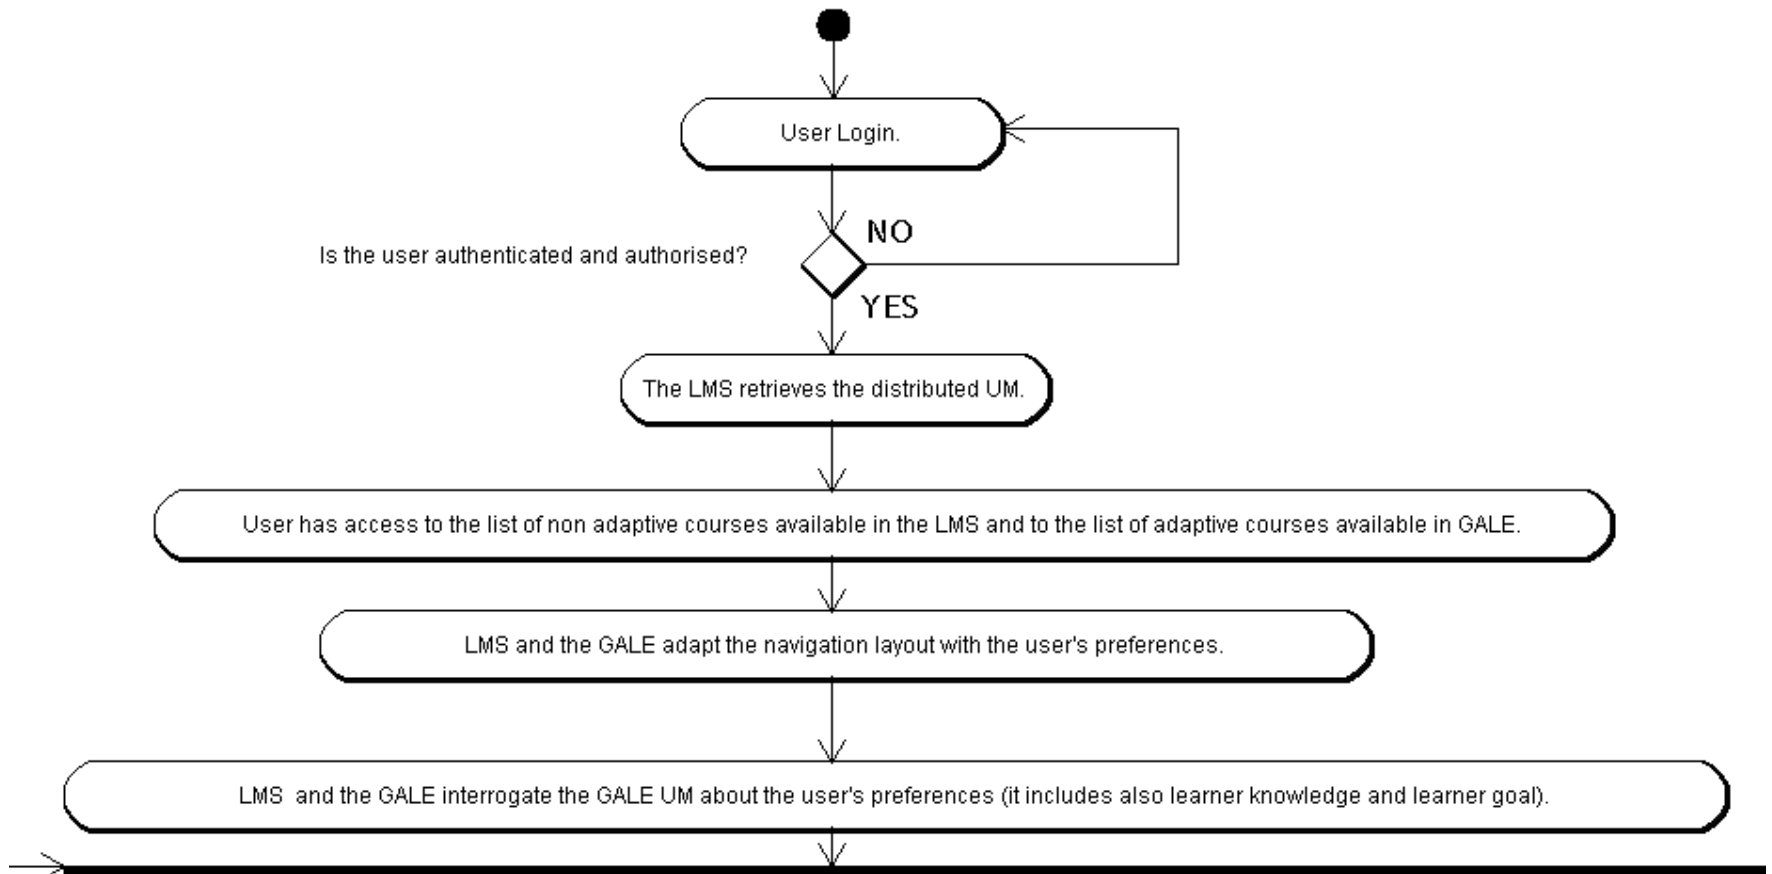 User Login.
NO
Is the user authenticated and authorised?
YES
The LMS retrieves the distributed UM.
User has access to the list of non adaptive courses available in the LMS and to the list of adaptive courses available in GALE.
LMS and the GALE adapt the navigation layout with the user's preferences.
LMS  and the GALE interrogate the GALE UM about the user's preferences (it includes also learner knowledge and learner goal).